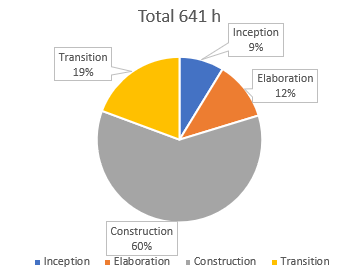 Total 641 h
Inception
9%
Transition
19%
Elaboration
12%
Construction
60%
Inception Elaboration Construction Transition